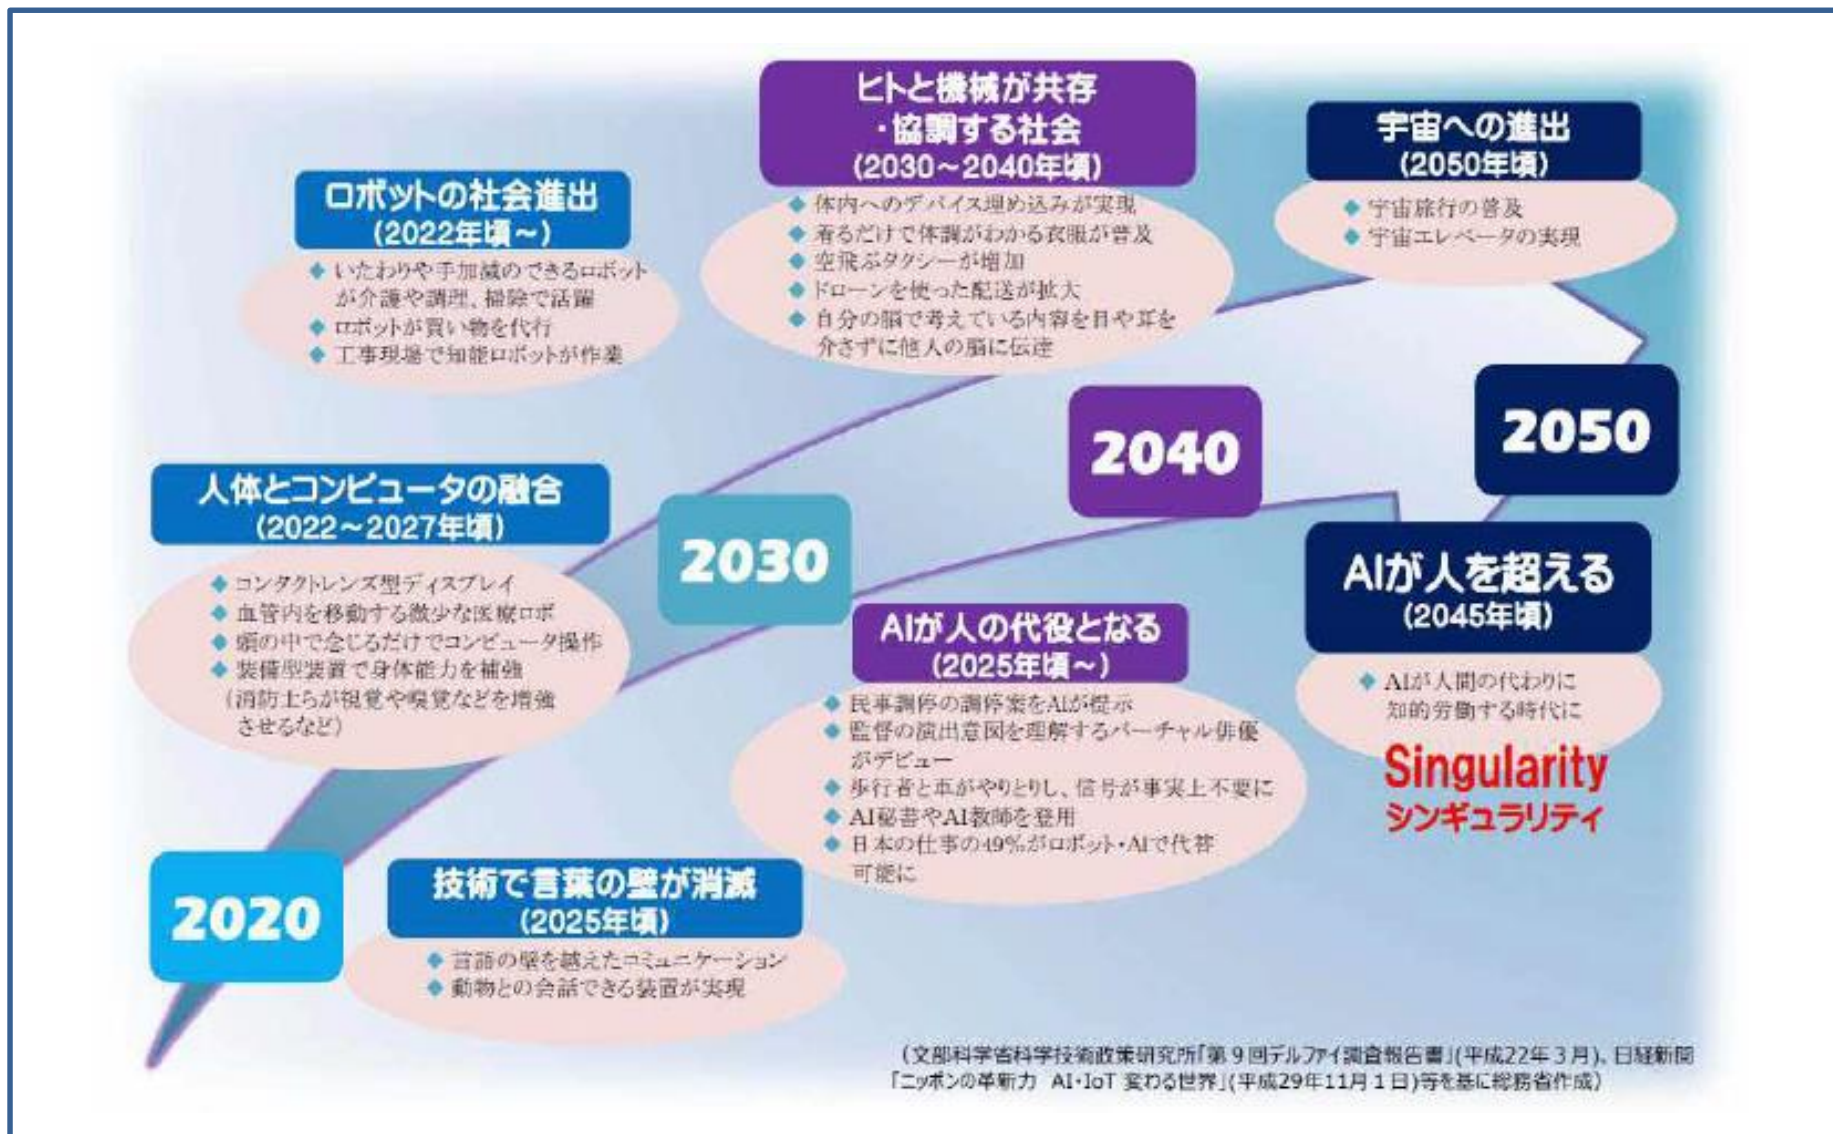 ロボットの社会進出
(2022年頃～)
◆ いたわりや手加減のできるロボット
が介護や調理、掃除で活躍
◆ ロボットが買い物を代行
◆ 工事現場で知能ロボットが作業
ヒトと機械が共存
・協調する社会
(2030～2040年頃)
◆ 体内へのデバイス埋め込みが実現
◆ 着るだけで体調がわかる衣服が普及
◆ 空飛ぶタクシーが増加
◆ ドローンを使った配送が拡大
◆ 自分の脳で考えている内容を目や耳を
介さずに他人の脳に伝達
宇宙への進出
(2050年頃)
◆ 宇宙旅行の普及
◆ 宇宙エレベータの実現
人体とコンピュータの融合
(2022～2027年頃)
◆ コンタクトレンズ型ディスプレイ
◆ 血管内を移動する微少な医療ロボ
◆ 頭の中で念じるだけでコンピュータ操作
◆ 装備型装置で身体能力を補強
(消防士らが視覚や嗅覚などを増強
させるなど)
2030
2040
2050
AIが人の代役となる
(2025年頃～)
◆ 民事調停の調停案をAIが提示
◆ 監督の演出意図を理解するバーチャル俳優
がデビュー
◆ 歩行者と車がやりとりし、信号が事実上不要に
◆ AI秘書やAI教師を登用
◆ 日本の仕事の49%がロボット・AIで代替
可能に
AIが人を超える
(2045年頃)
◆ AIが人間の代わりに
知的労働する時代に
Singularity
シンギュラリティ
2020
技術で言葉の壁が消滅
(2025年頃)
◆ 言語の壁を越えたコミュニケーション
◆ 動物との会話できる装置が実現
(文部科学省科学技術政策研究所「第９回デルファイ調査報告書」(平成22年３月)、日経新聞
「ニッポンの革新力 AI・IoT 変わる世界」(平成29年11月１日)等を基に総務省作成)